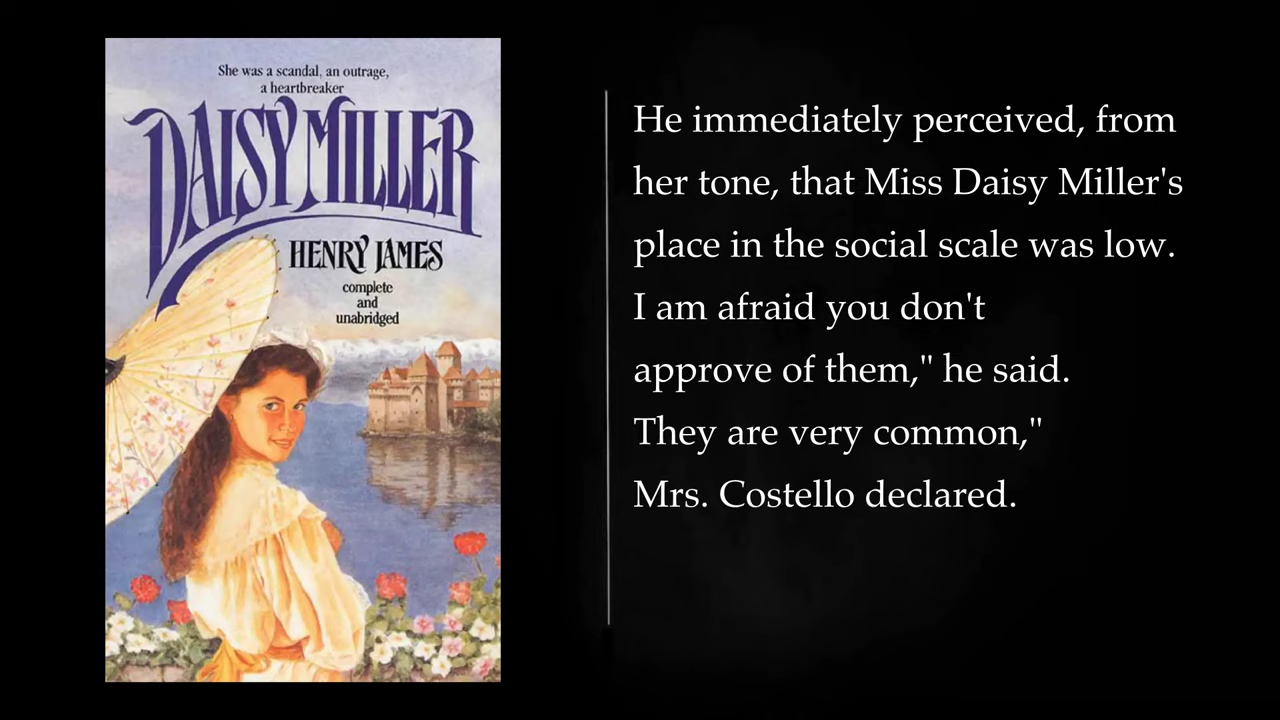 She was a scandal, an outrage,
a heartbreaker
DAISY MILLER
HENRY JAMES
complete
and
unabridged
He immediately perceived, from
her tone, that Miss Daisy Miller's
place in the social scale was low.
I am afraid you don't
approve of them," he said.
They are very common,"
Mrs. Costello declared.